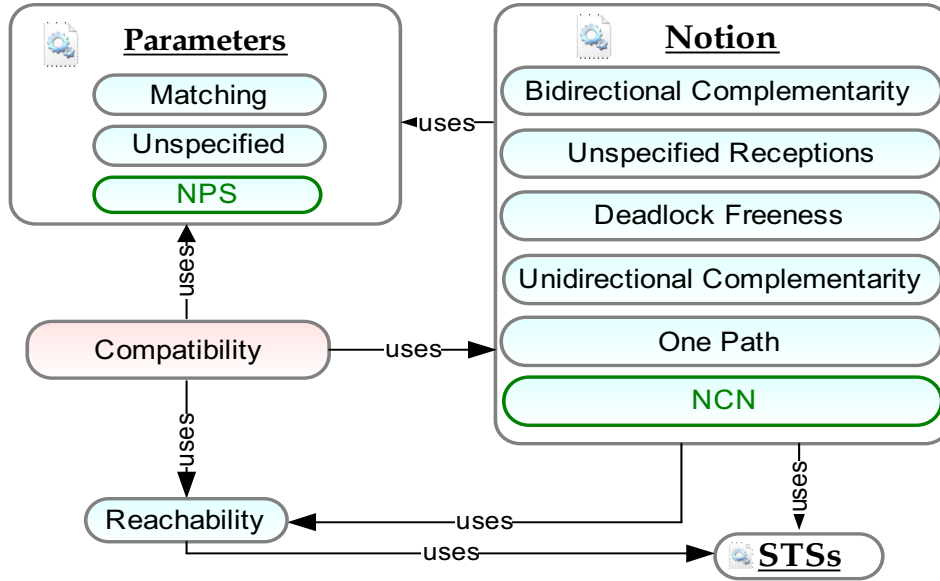 Parameters
Matching
Unspecified
NPS
uses
Notion
Bidirectional Complementarity
Unspecified Receptions
Deadlock Freeness
Unidirectional Complementarity
One Path
NCN
uses
Compatibility
uses
uses
Reachability
uses
uses
uses
STSs